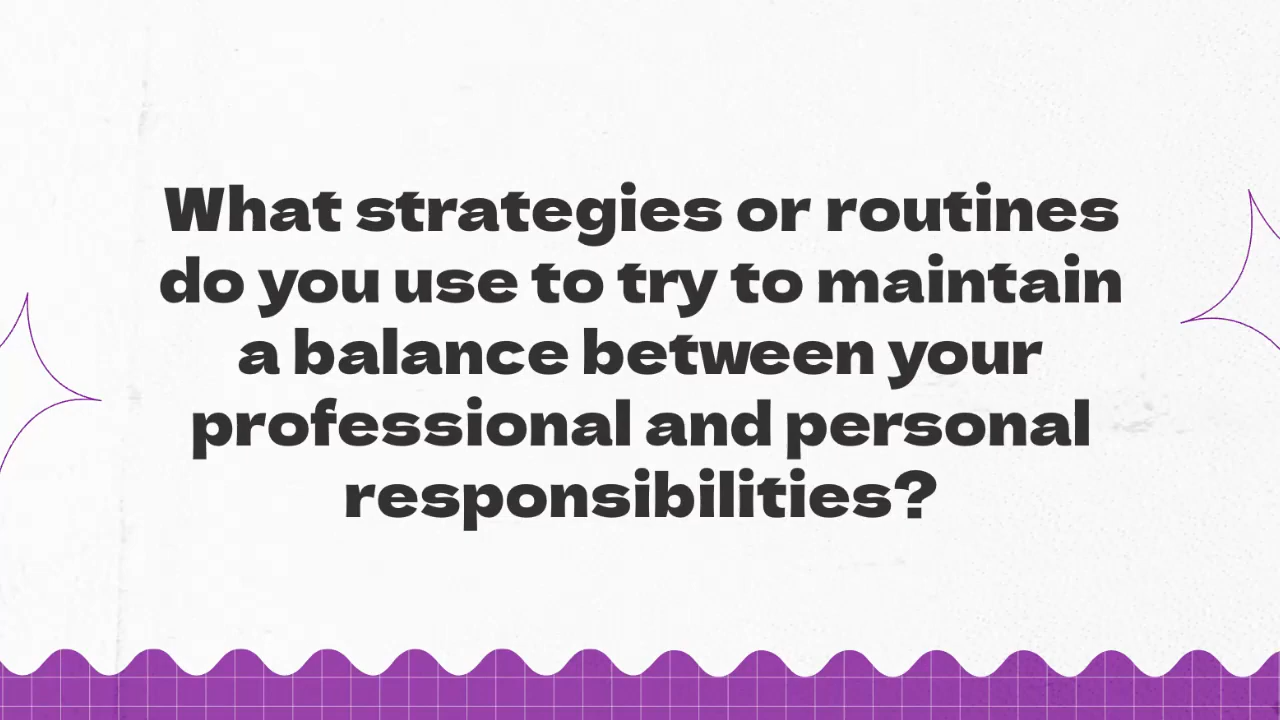 What strategies or routines
do you use to try to maintain
a balance between your
professional and personal
responsibilities?